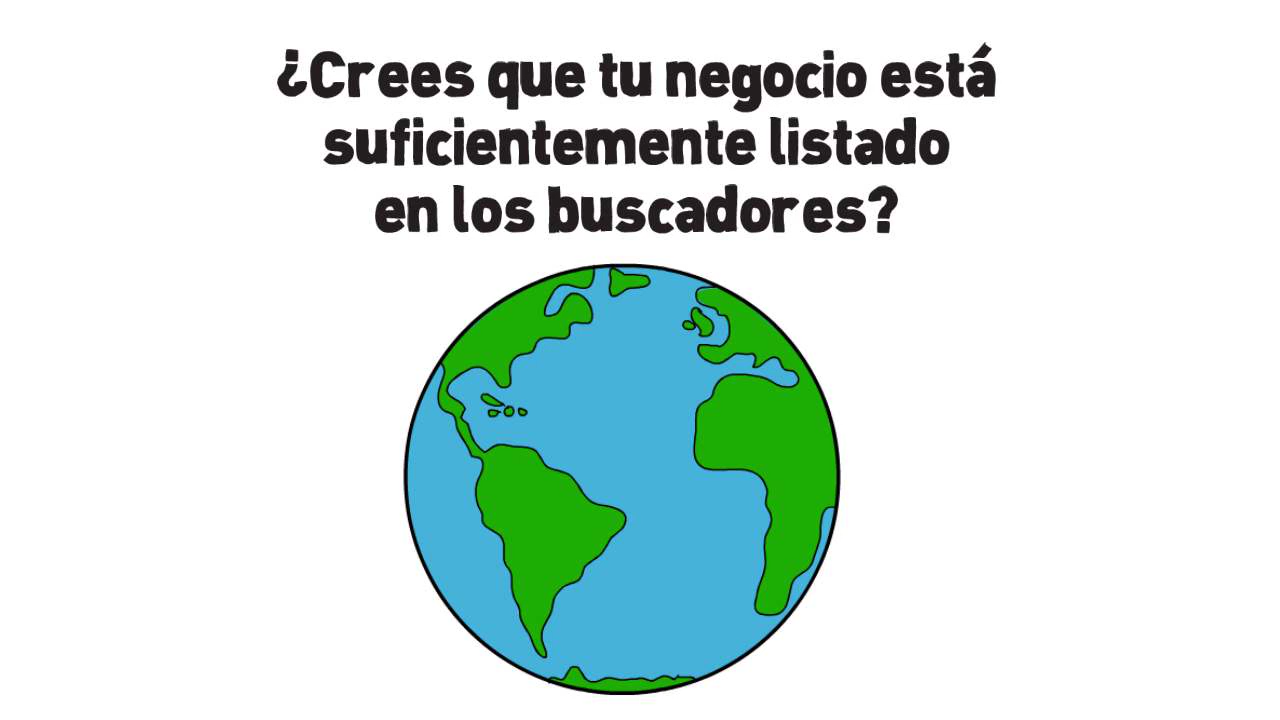 ¿Crees que tu negocio está
suficientemente listado
en los buscadores?